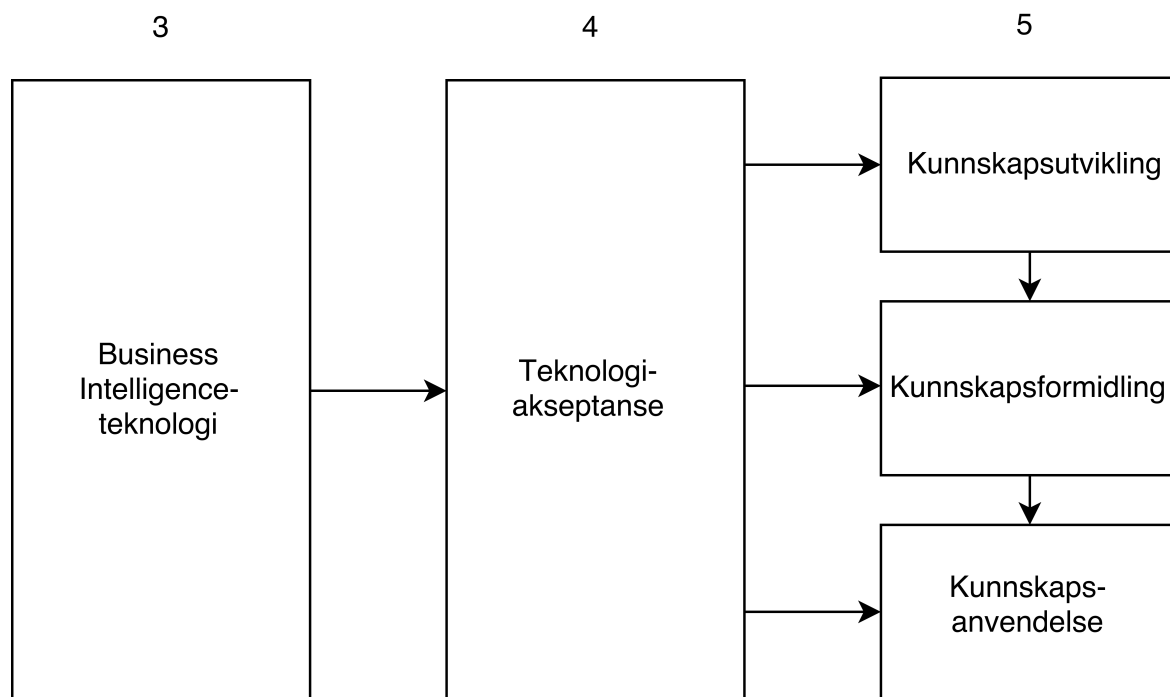 3
4
5
Business
Intelligence-
teknologi
Teknologi-
akseptanse
Kunnskapsutvikling
Kunnskapsformidling
Kunnskaps-
anvendelse